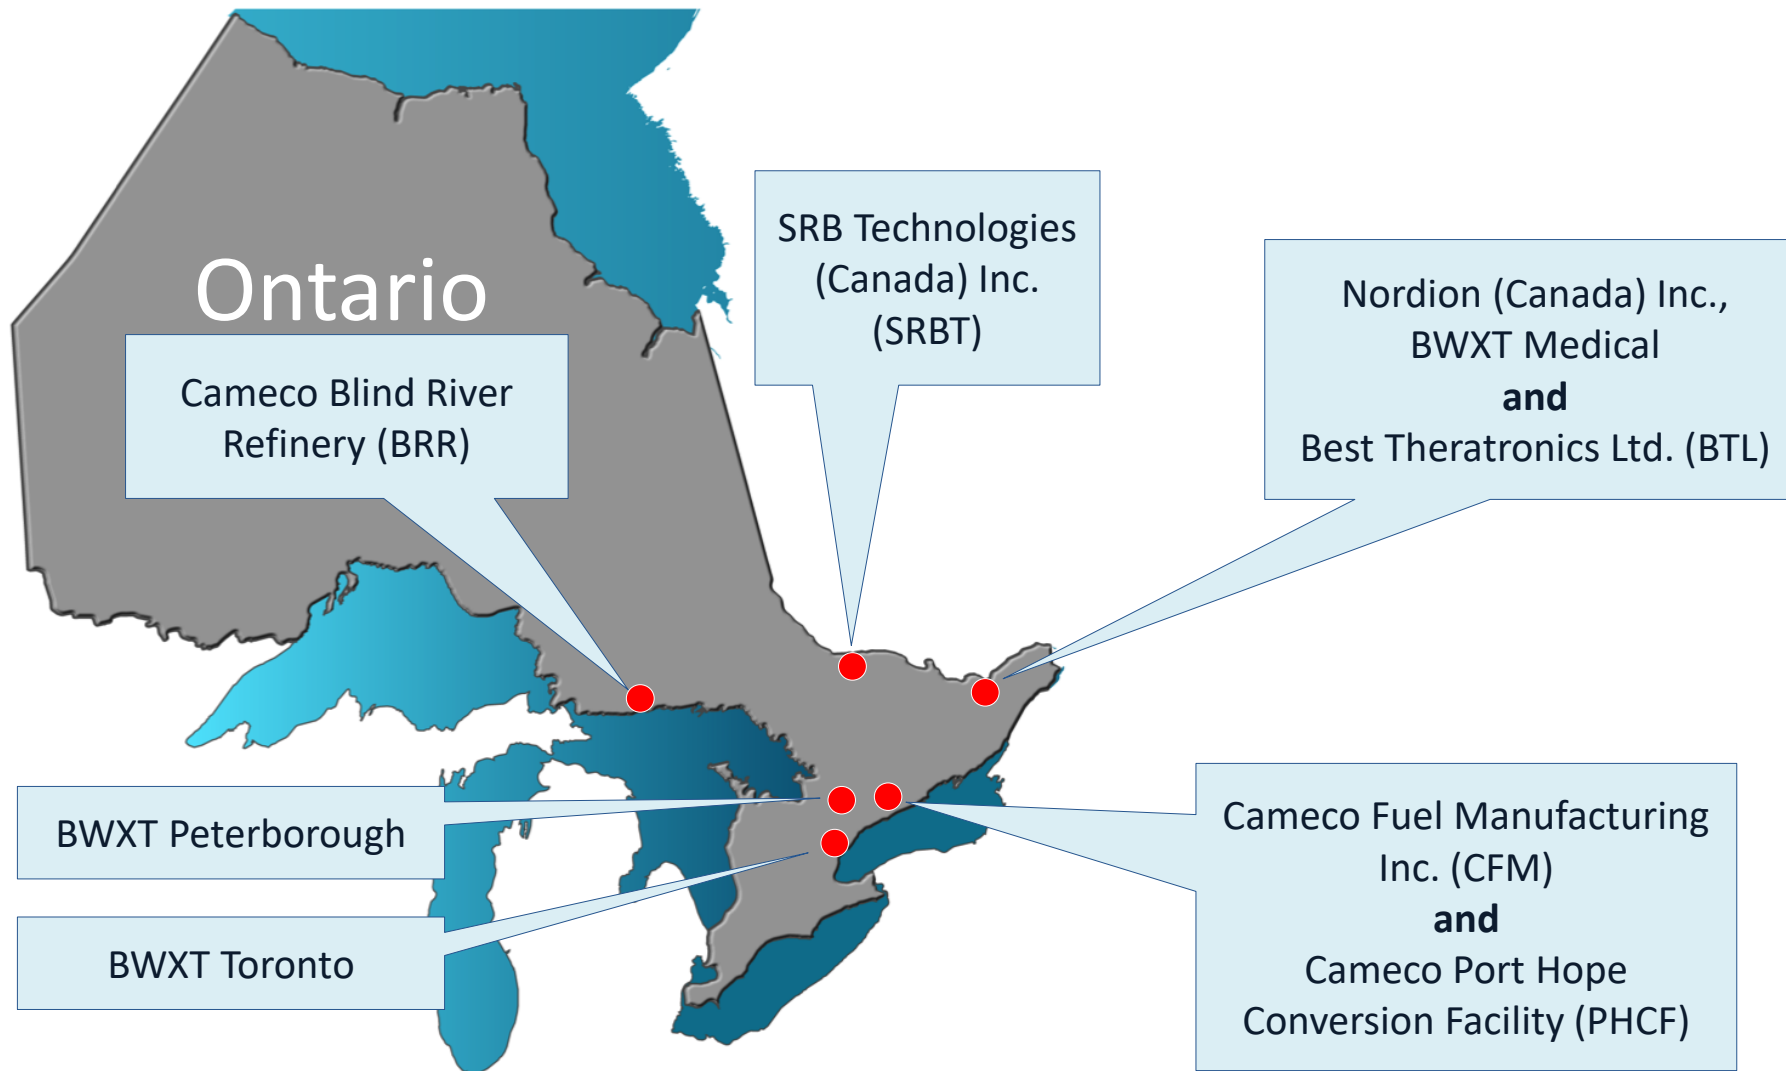 Ontario
Cameco Blind River
Refinery (BRR)
SRB Technologies
(Canada) Inc.
(SRBT)
Nordion (Canada) Inc.,
BWXT Medical
and
Best Theratronics Ltd. (BTL)
BWXT Peterborough
BWXT Toronto
Cameco Fuel Manufacturing
Inc. (CFM)
and
Cameco Port Hope
Conversion Facility (PHCF)